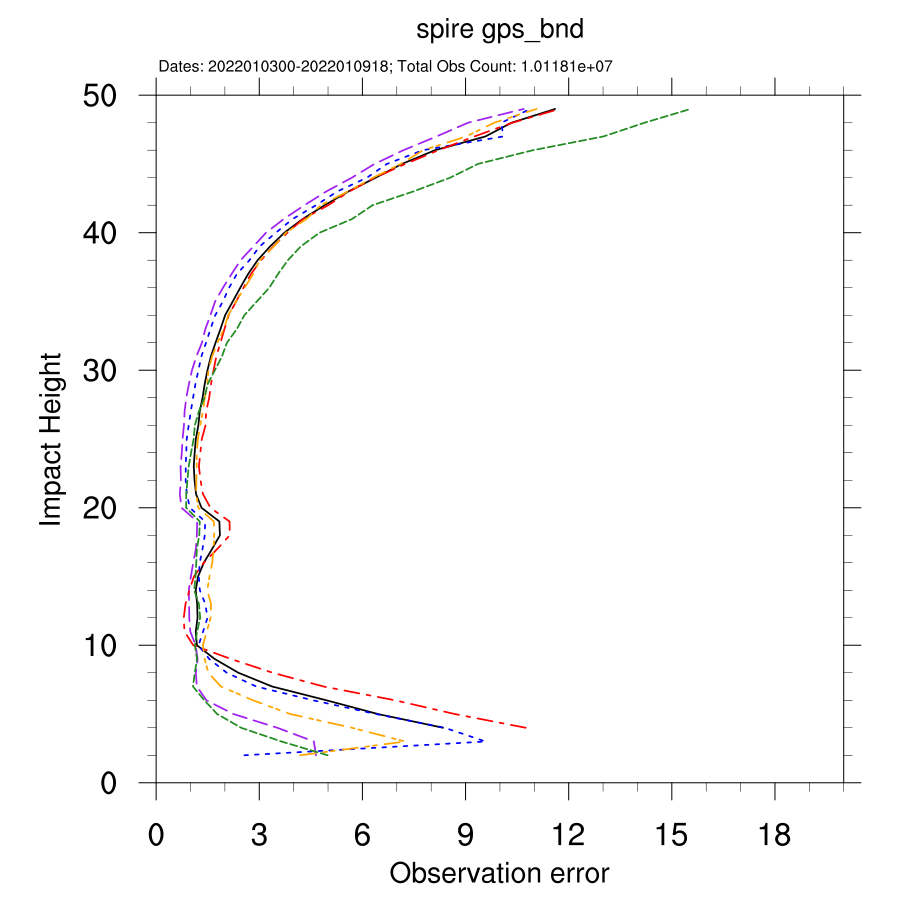 spire gps_bnd
Dates: 2022010300-2022010918; Total Obs Count: 1.01181e+07
50
40
30
20
10
0
Impact Height
0 3 6 9 12 15 18
Observation error